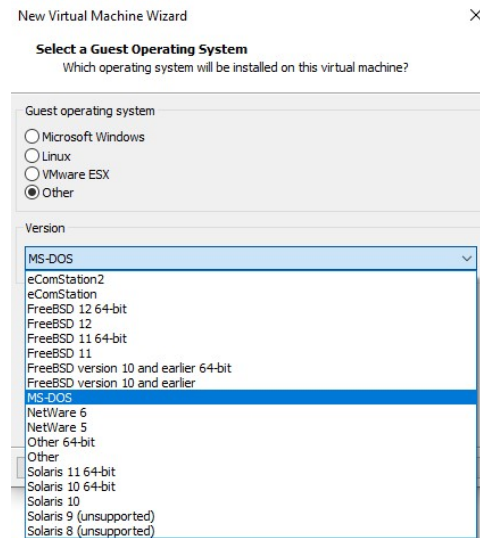 New Virtual Machine Wizard
Select a Guest Operating System
Which operating system will be installed on this virtual machine?
Guest operating system
Microsoft Windows
Linux
VMware ESX
Other
Version
MS-DOS
eComStation2
eComStation
FreeBSD 12 64-bit
FreeBSD 12
FreeBSD 11 64-bit
FreeBSD 11
FreeBSD version 10 and earlier 64-bit
FreeBSD version 10 and earlier
MS-DOS
NetWare 6
NetWare 5
Other 64-bit
Other
Solaris 11 64-bit
Solaris 10 64-bit
Solaris 10
Solaris 9 (unsupported)
Solaris 8 (unsupported)